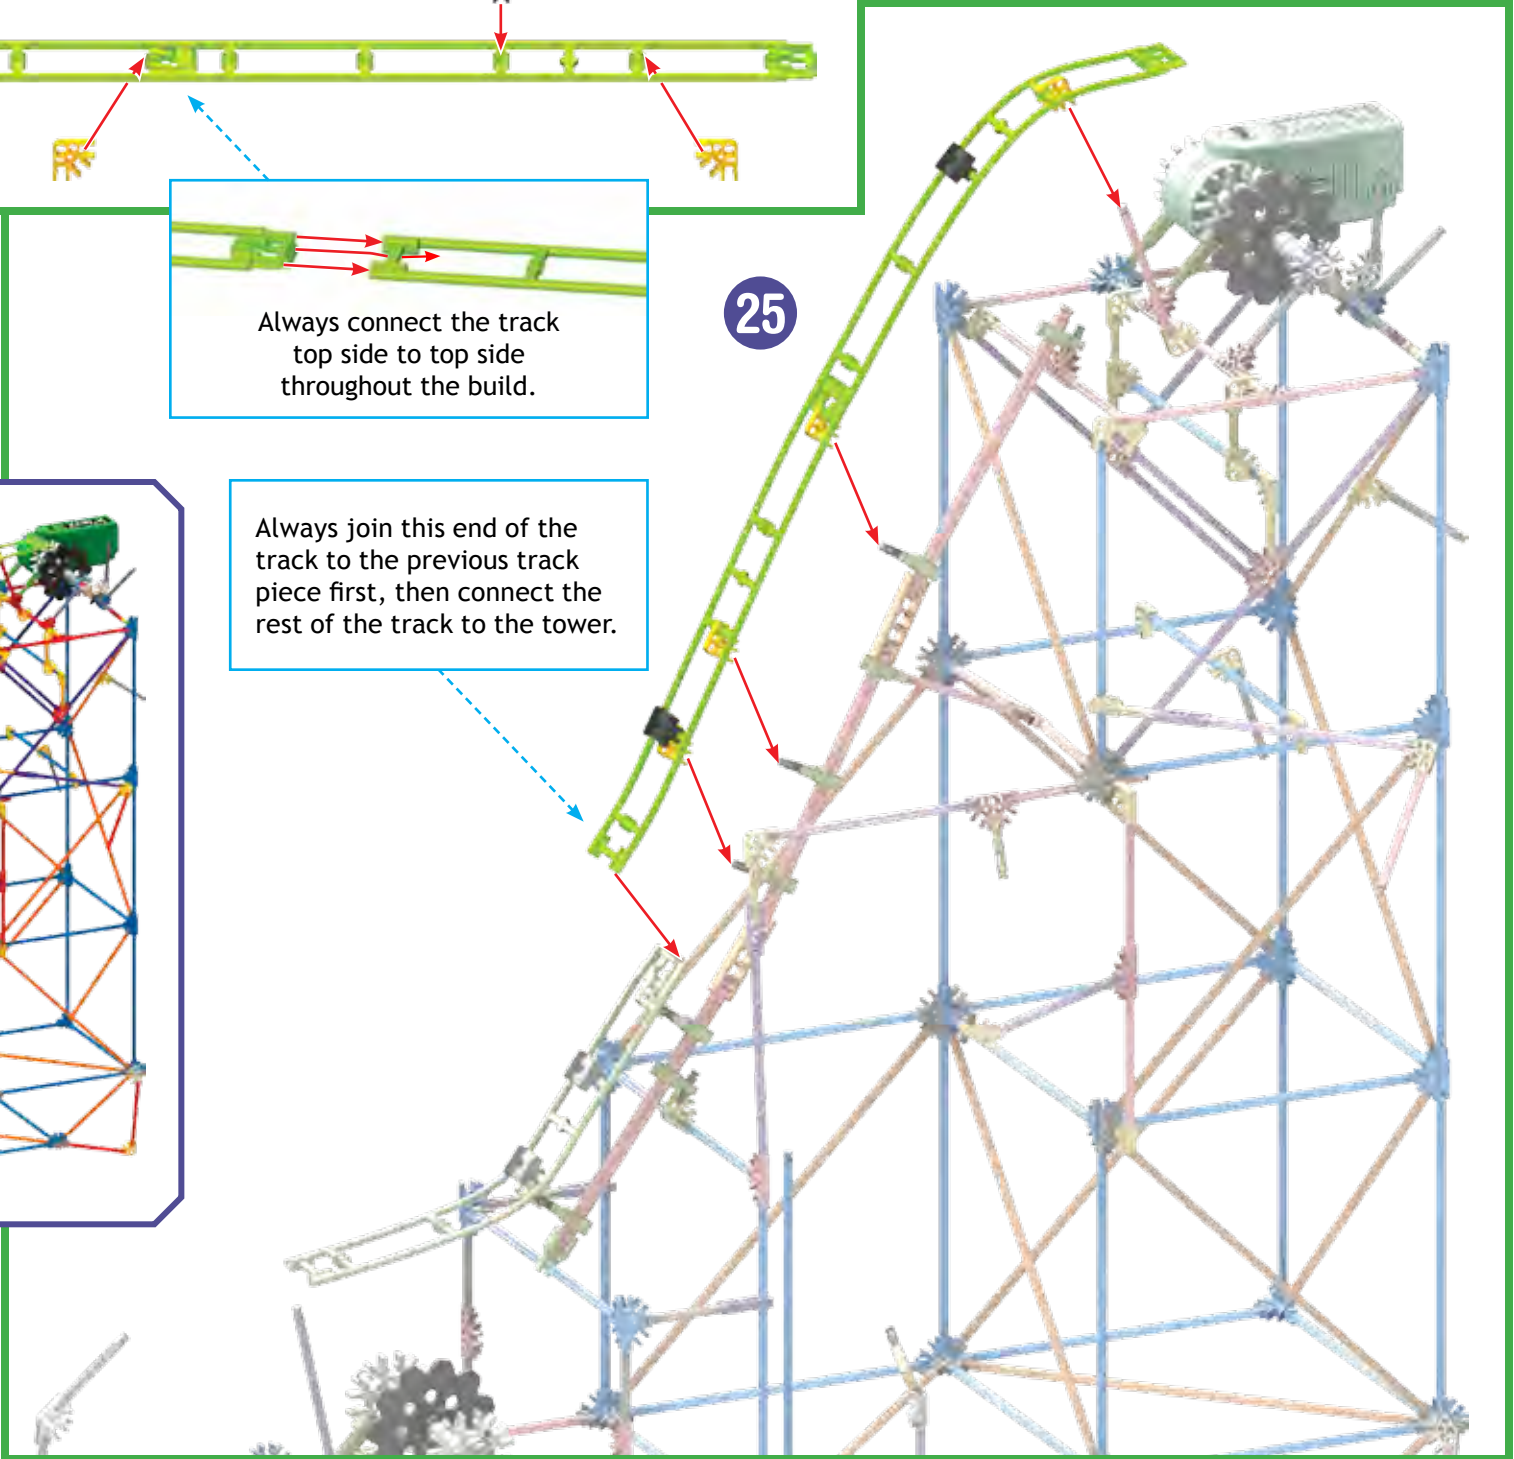 Always connect the track
top side to top side
throughout the build.
25
Always join this end of the
track to the previous track
piece first, then connect the
rest of the track to the tower.